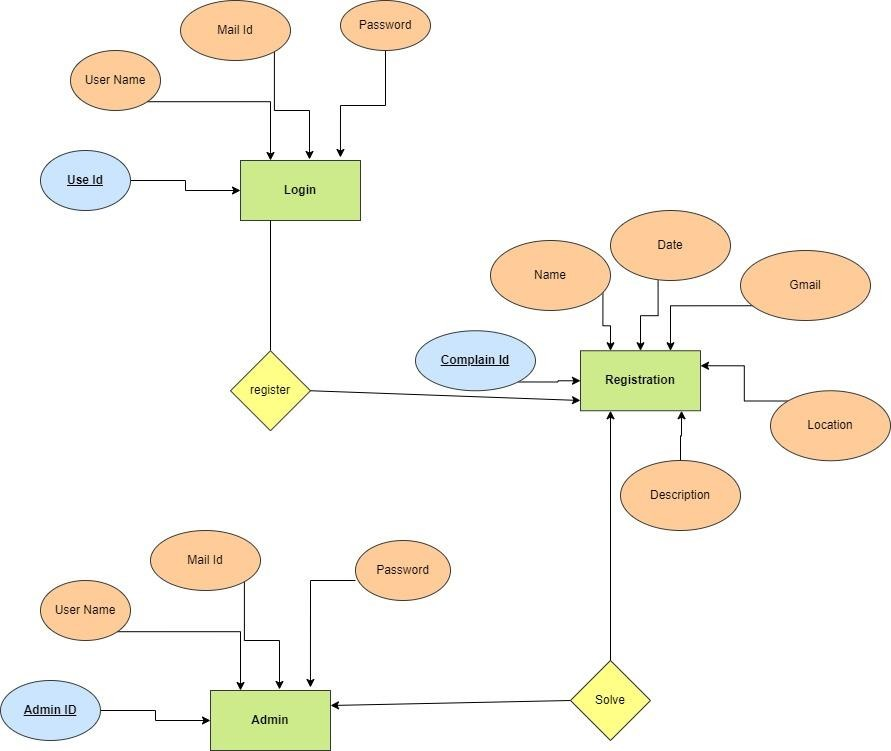 Mail Id
Password
User Name
Use Id
Login
Name
Date
Gmail
Complain Id
Registration
register
Location
Description
Mail Id
Password
User Name
Admin ID
Admin
Solve